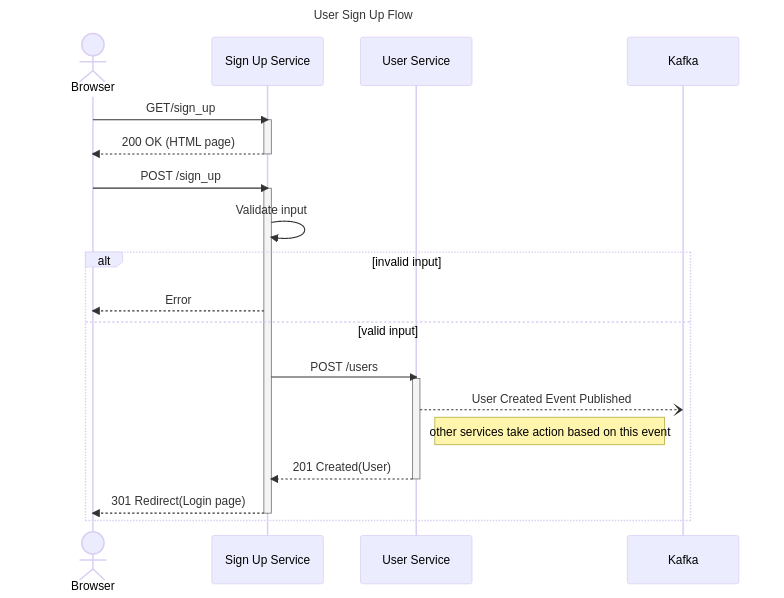 User Sign Up Flow
Browser
Sign Up Service
User Service
Kafka
GET/sign_up
200 OK (HTML page)
POST /sign_up
Validate input
alt
[invalid input]
Error
[valid input]
POST /users
User Created Event Published
other services take action based on this event
201 Created(User)
301 Redirect(Login page)
Browser
Sign Up Service
User Service
Kafka